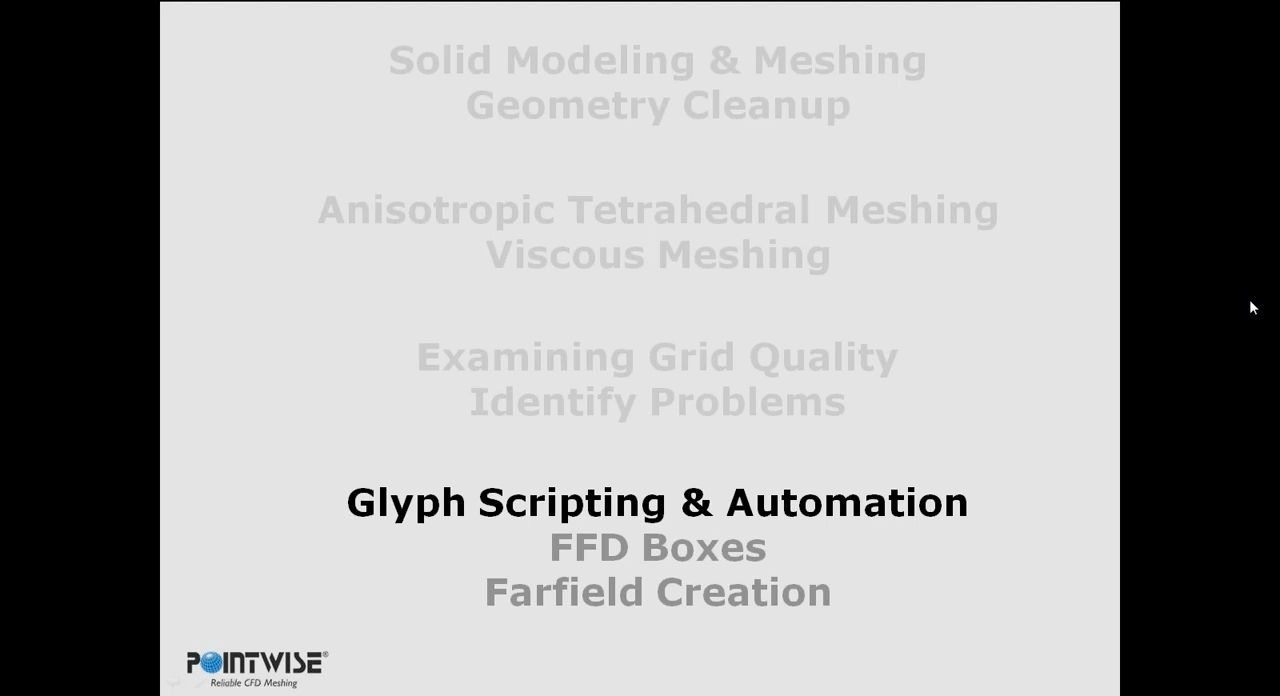 Solid Modeling & Meshing
Geometry Cleanup
Anisotropic Tetrahedral Meshing
Viscous Meshing
Examining Grid Quality
Identify Problems
Glyph Scripting & Automation
FFD Boxes
Farfield Creation
POINTWISE®
Reliable CFD Meshing